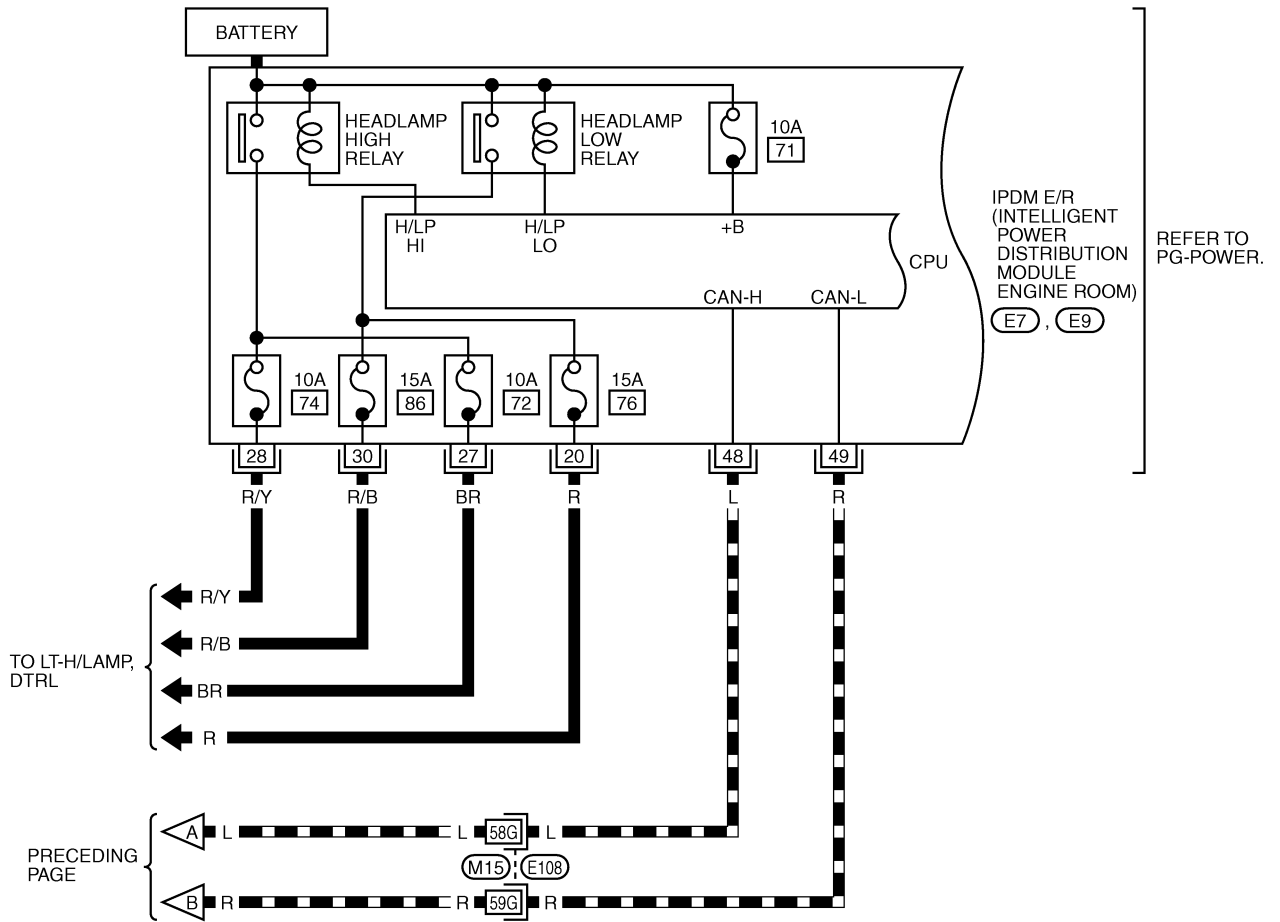 BATTERY
HEADLAMP
HIGH
RELAY
HEADLAMP
LOW
RELAY
10A
71
H/LP
HI
H/LP
LO
+B
CPU
CAN-H
CAN-L
IPDM E/R
(INTELLIGENT
POWER
DISTRIBUTION
MODULE
ENGINE ROOM)
E7 , E9
REFER TO
PG-POWER.
10A
74
15A
86
10A
72
15A
76
28
30
27
20
48
49
R/Y
R/B
BR
R
L
R
R/Y
R/B
BR
R
TO LT-H/LAMP,
DTRL
A L L 58G L
M15 E108
B R R 59G R
PRECEDING
PAGE